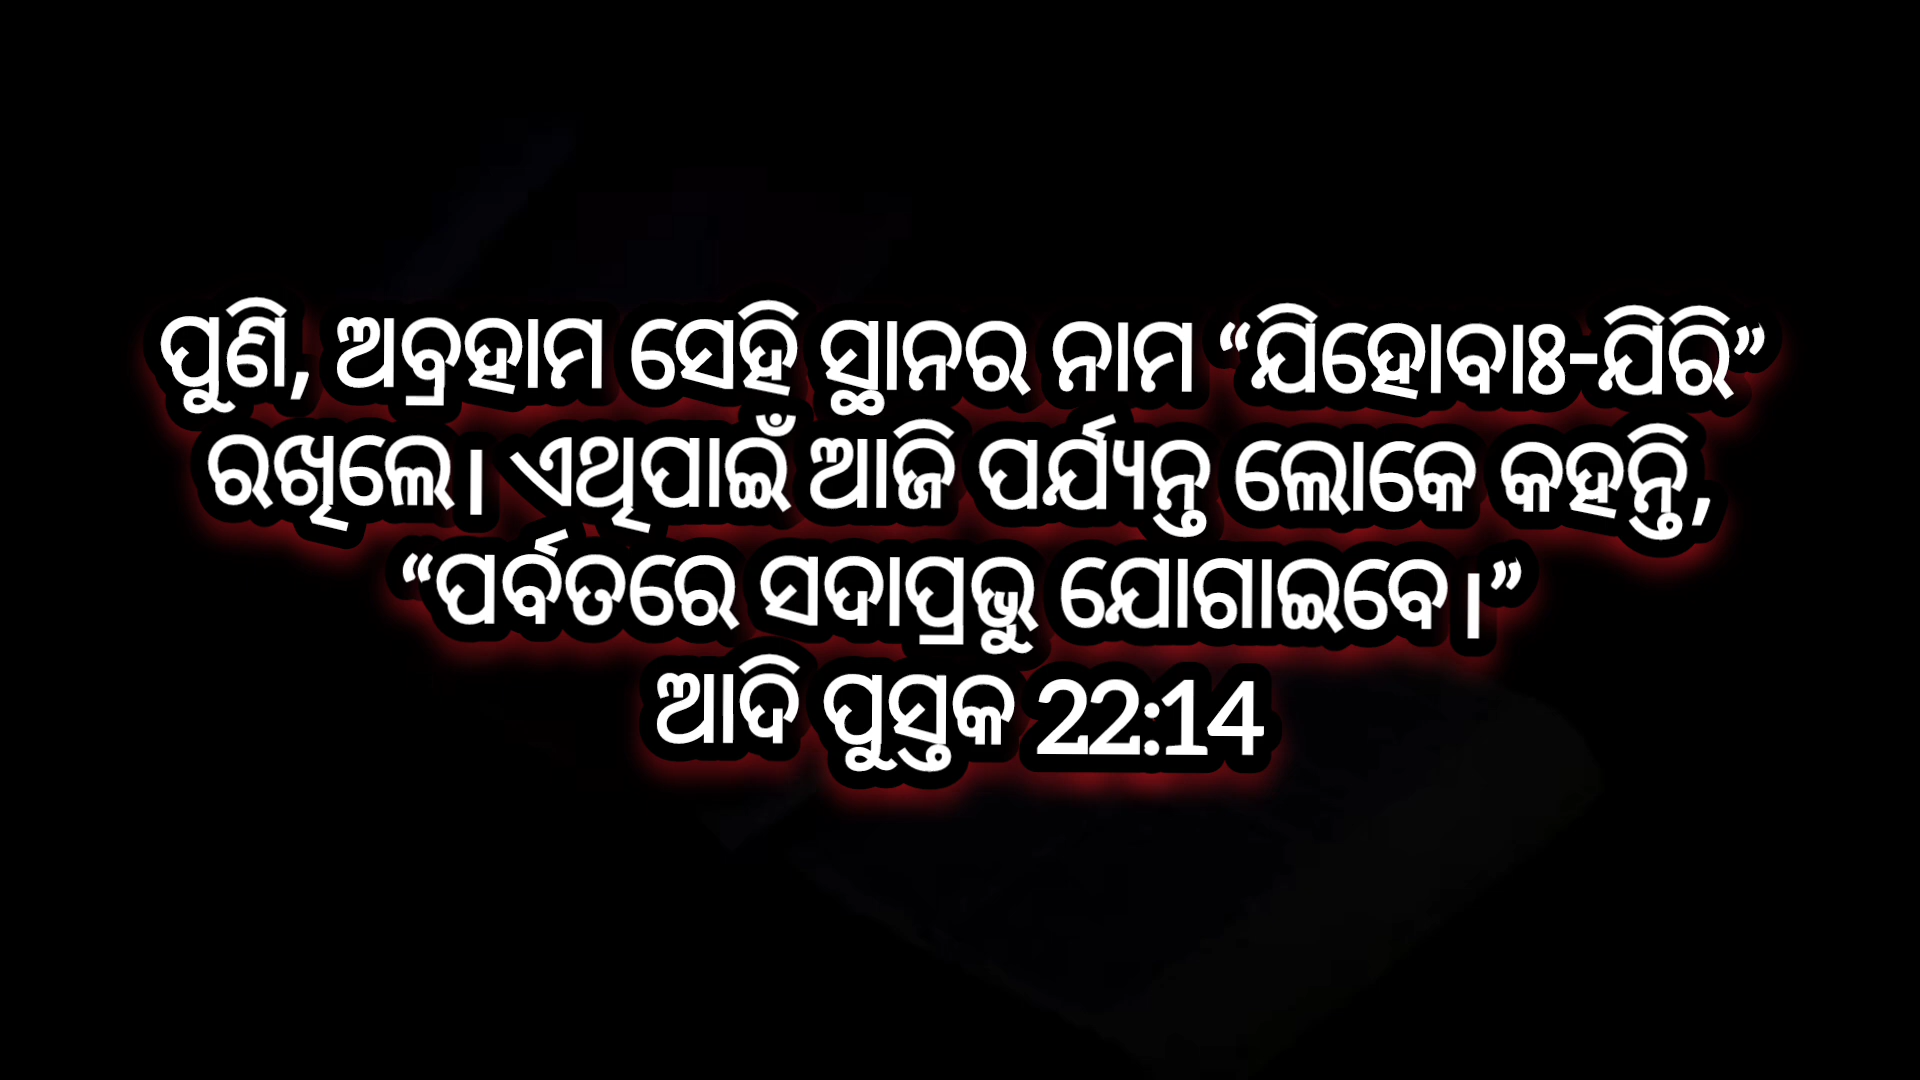 ପୁଣି, ଅବ୍ରହାମ ସେହି ସ୍ଥାନର ନାମ “ଯିହୋବାଃ-ଯିରି”
ରଖିଲେ। ଏଥିପାଇଁ ଆଜି ପର୍ଯ୍ୟନ୍ତ ଲୋକେ କହନ୍ତି,
“ପର୍ବତରେ ସଦାପ୍ରଭୁ ଯୋଗାଇବେ।”
ଆଦି ପୁସ୍ତକ 22:14